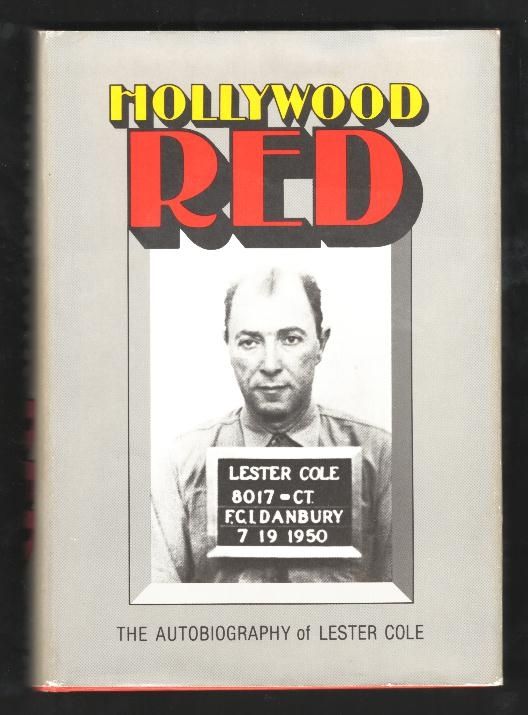 HOLLYWOOD
RED
LESTER COLE
8017-CT.
F.C.I. DANBURY
7 19 1950
THE AUTOBIOGRAPHY of LESTER COLE